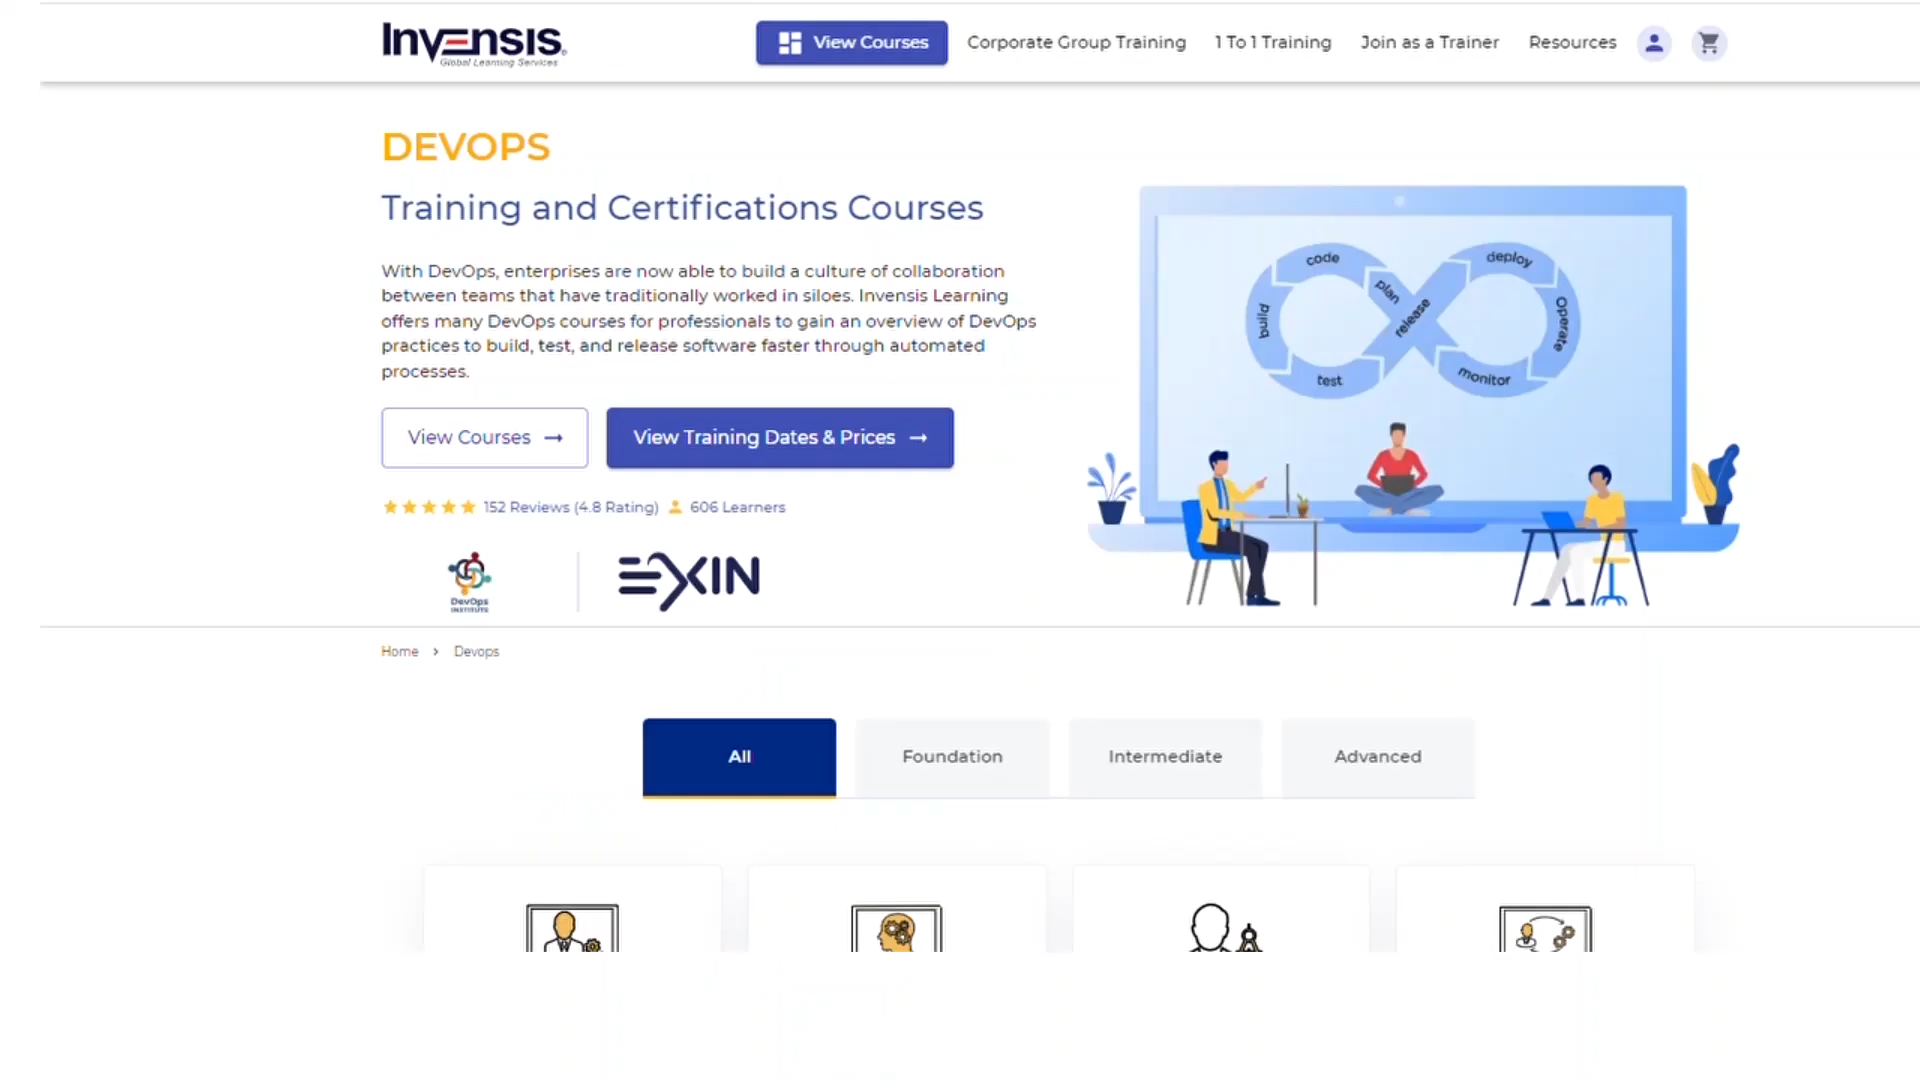 Invensis
Global Learning Services
View Courses
Corporate Group Training
1 To 1 Training
Join as a Trainer
Resources
DEVOPS
Training and Certifications Courses
With DevOps, enterprises are now able to build a culture of collaboration
between teams that have traditionally worked in siloes. Invensis Learning
offers many DevOps courses for professionals to gain an overview of DevOps
practices to build, test, and release software faster through automated
processes.
View Courses →
View Training Dates & Prices →
152 Reviews (4.8 Rating)
606 Learners
DevOps
INSTITUTE
EXIN
code
plan
build
test
release
deploy
Operate
monitor
Home > Devops
All
Foundation
Intermediate
Advanced